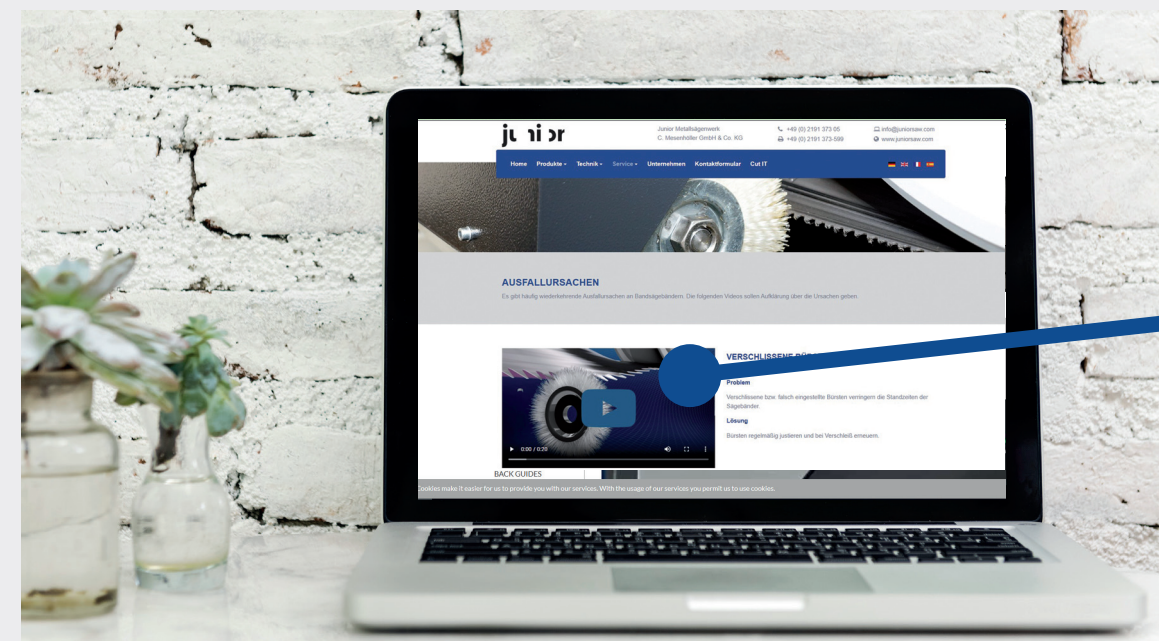 junior
Junior Metallsägenwerk
C. Mesenhöller GmbH & Co. KG
+49 (0) 2191 373 05
+49 (0) 2191 373-599
info@juniorsaw.com
www.juniorsaw.com
Home Produkte Technik Service Unternehmen Kontaktformular Cut IT
AUSFALLURSACHEN
Es gibt häufig wiederkehrende Ausfallursachen an Bandsägebändern. Die folgenden Videos sollen Aufklärung über die Ursachen geben.
VERSCHLISSENE
Problem
Verschlissene bzw. falsch eingestellte Bürsten verringern die Standzeiten der
Sägebänder.
Lösung
Bürsten regelmäßig justieren und bei Verschleiß erneuern.
0:00 / 0:20
BACK GUIDES
Cookies make it easier for us to provide you with our services. With the usage of our services you permit us to use cookies.